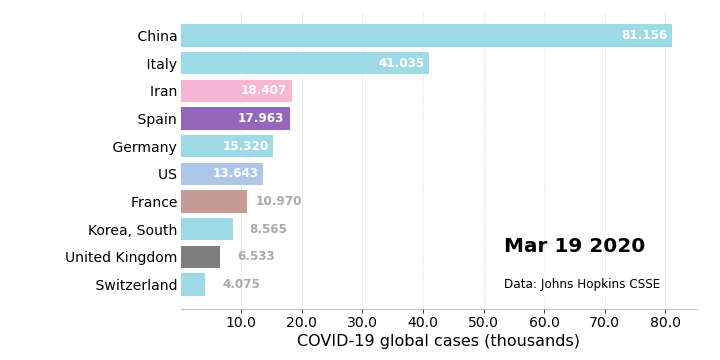 China 81.156
Italy 41.035
Iran 18.407
Spain 17.963
Germany 15.320
US 13.643
France 10.970
Korea, South 8.565
United Kingdom 6.533
Switzerland 4.075
Mar 19 2020
Data: Johns Hopkins CSSE
10.0 20.0 30.0 40.0 50.0 60.0 70.0 80.0
COVID-19 global cases (thousands)